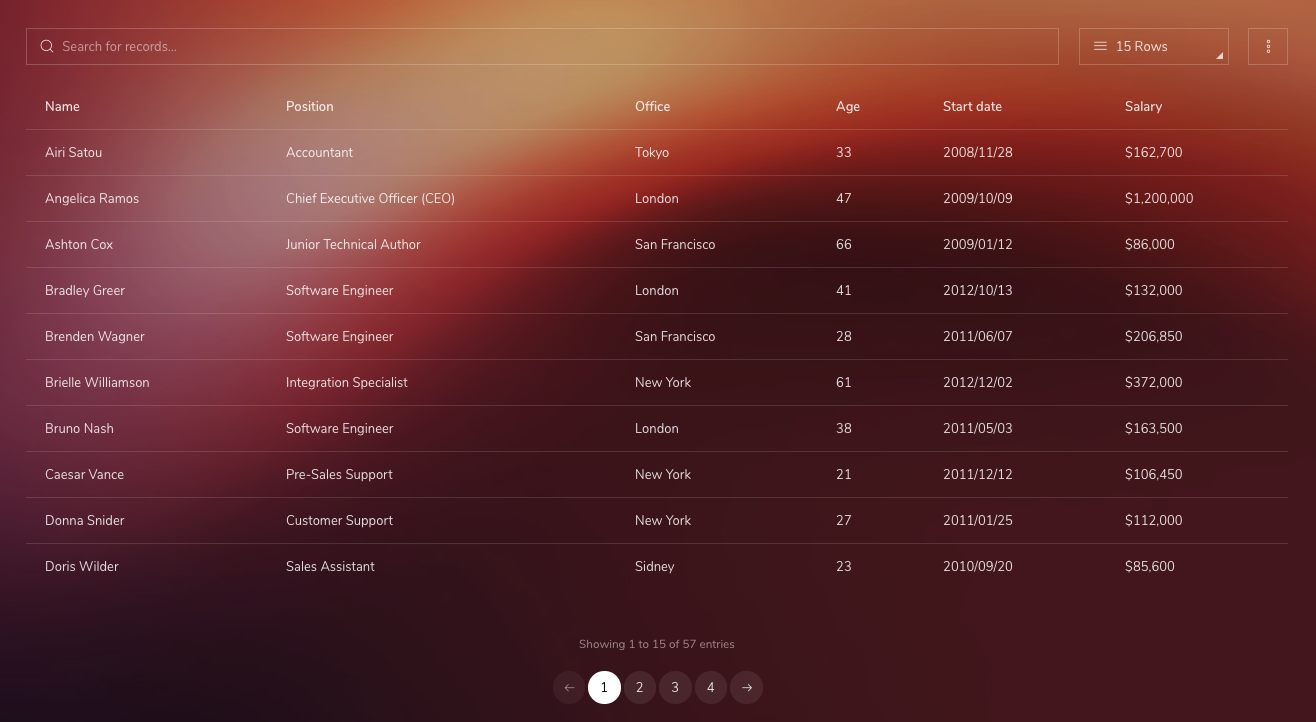 Search for records...
15 Rows
Name Position Office Age Start date Salary
Airi Satou Accountant Tokyo 33 2008/11/28 $162,700
Angelica Ramos Chief Executive Officer (CEO) London 47 2009/10/09 $1,200,000
Ashton Cox Junior Technical Author San Francisco 66 2009/01/12 $86,000
Bradley Greer Software Engineer London 41 2012/10/13 $132,000
Brenden Wagner Software Engineer San Francisco 28 2011/06/07 $206,850
Brielle Williamson Integration Specialist New York 61 2012/12/02 $372,000
Bruno Nash Software Engineer London 38 2011/05/03 $163,500
Caesar Vance Pre-Sales Support New York 21 2011/12/12 $106,450
Donna Snider Customer Support New York 27 2011/01/25 $112,000
Doris Wilder Sales Assistant Sidney 23 2010/09/20 $85,600
Showing 1 to 15 of 57 entries
← 1 2 3 4 →